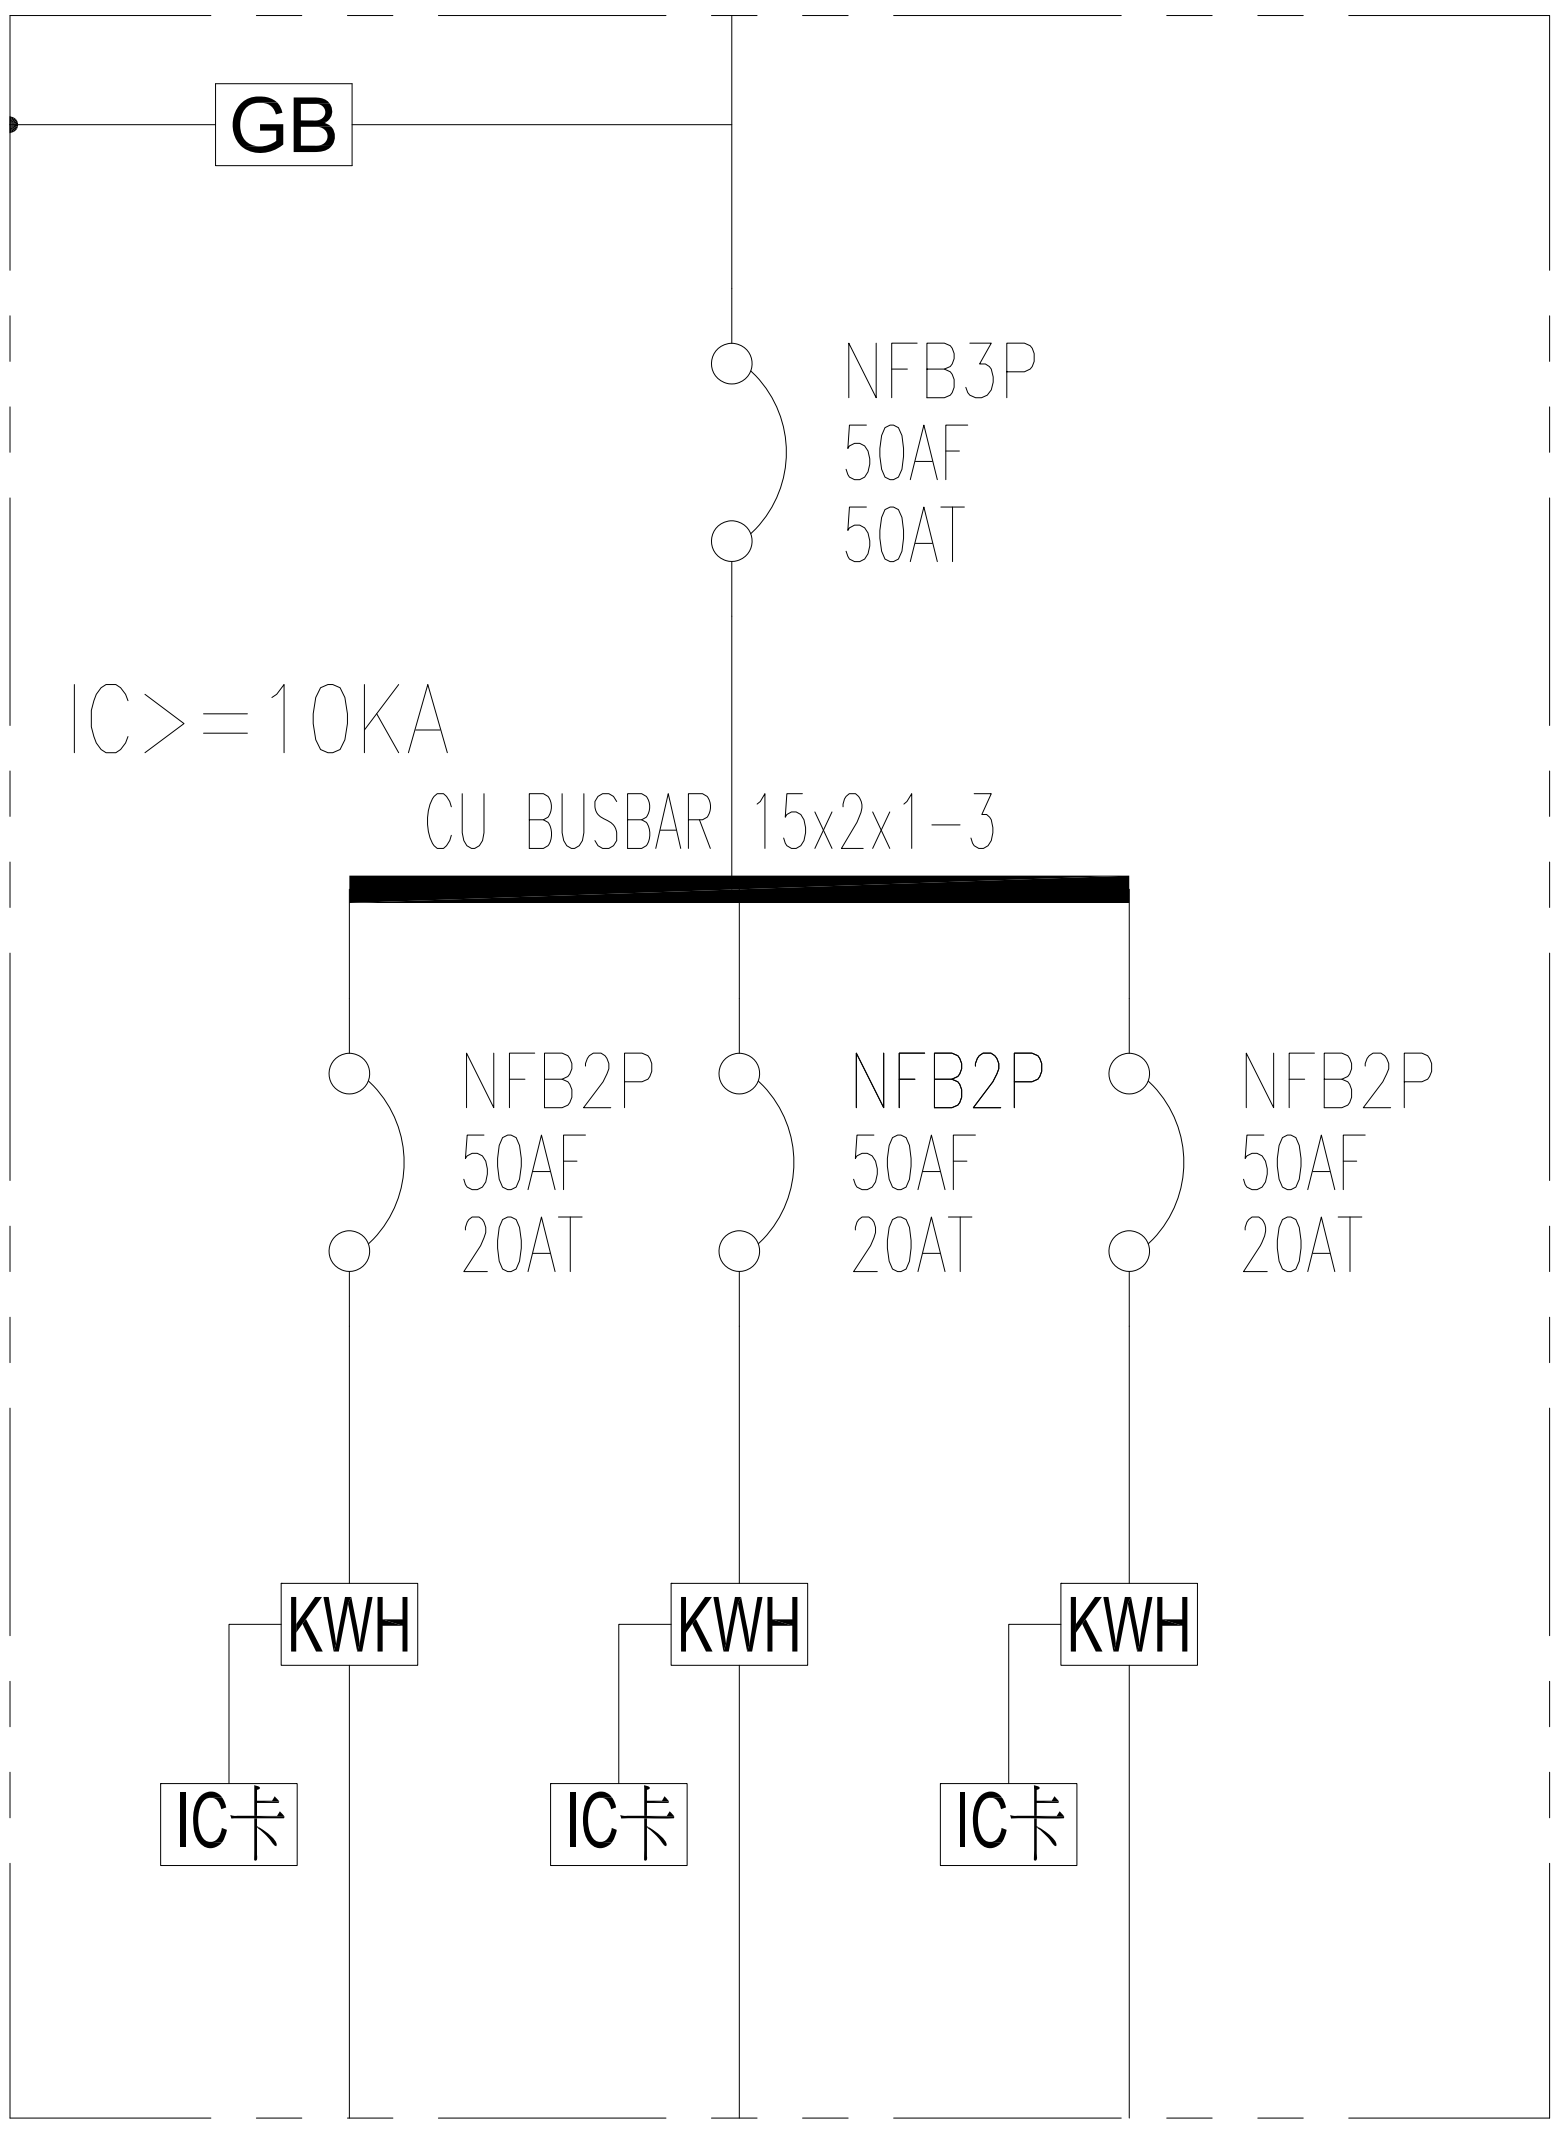 GB
NFB3P
50AF
50AT
IC>=10KA
CU BUSBAR 15x2x1-3
NFB2P
50AF
20AT
NFB2P
50AF
20AT
NFB2P
50AF
20AT
KWH
KWH
KWH
IC卡
IC卡
IC卡